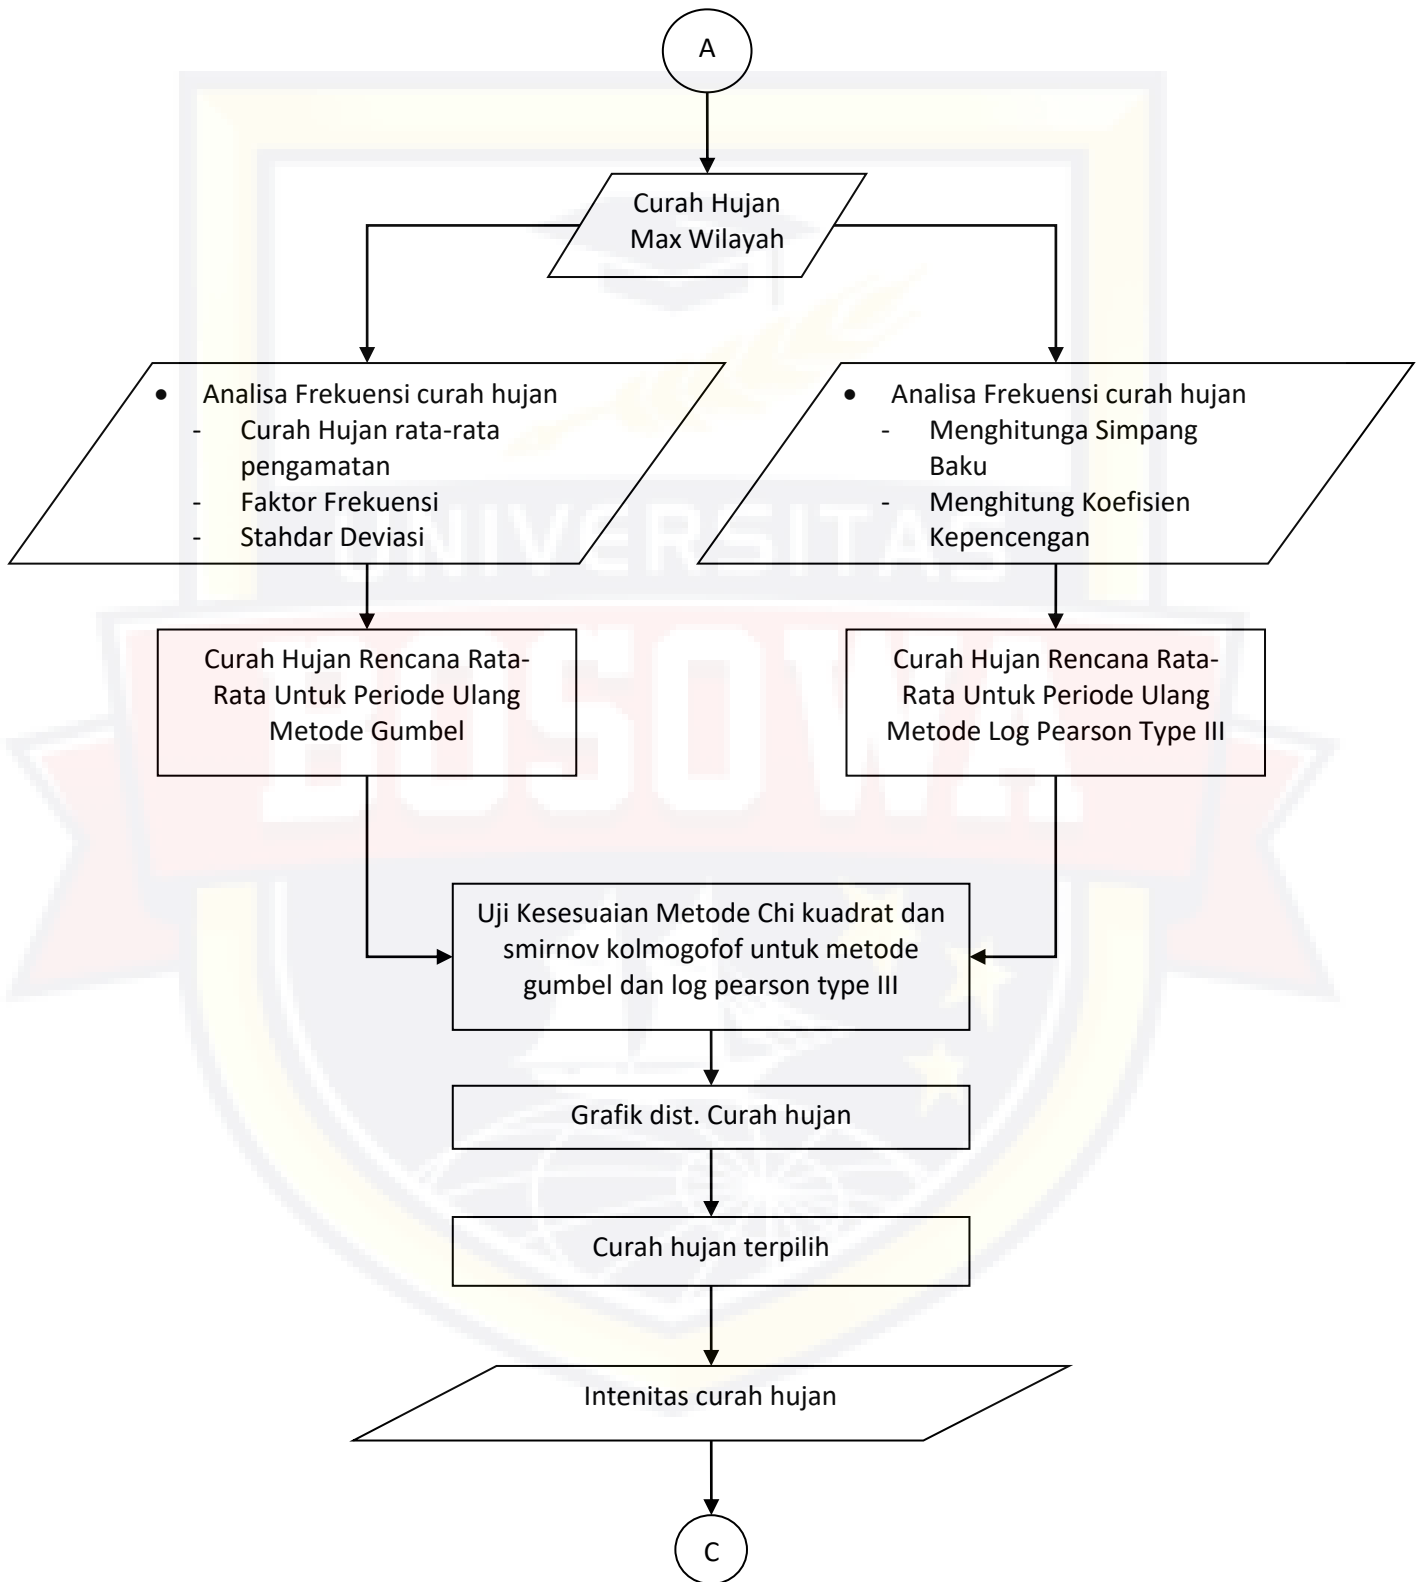 A
Curah Hujan
Max Wilayah
• Analisa Frekuensi curah hujan
- Curah Hujan rata-rata
pengamatan
- Faktor Frekuensi
- Stahdar Deviasi
• Analisa Frekuensi curah hujan
- Menghitunga Simpang
Baku
- Menghitung Koefisien
Kepencengan
UNIVERSITAS
BOSOWA
Curah Hujan Rencana Rata-
Rata Untuk Periode Ulang
Metode Gumbel
Curah Hujan Rencana Rata-
Rata Untuk Periode Ulang
Metode Log Pearson Type III
Uji Kesesuaian Metode Chi kuadrat dan
smirnov kolmogofof untuk metode
gumbel dan log pearson type III
Grafik dist. Curah hujan
Curah hujan terpilih
Intenitas curah hujan
C